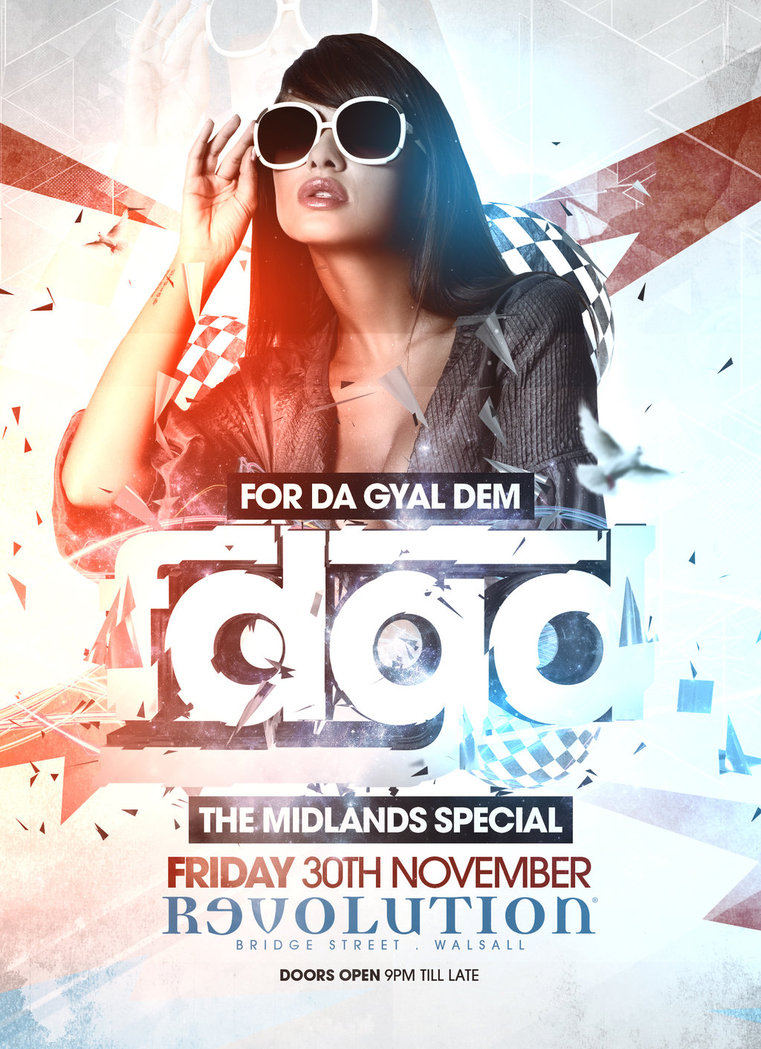 FOR DA GYAL DEM
fdgd
THE MIDLANDS SPECIAL
FRIDAY 30TH NOVEMBER
REVOLUTION®
BRIDGE STREET . WALSALL
DOORS OPEN 9PM TILL LATE